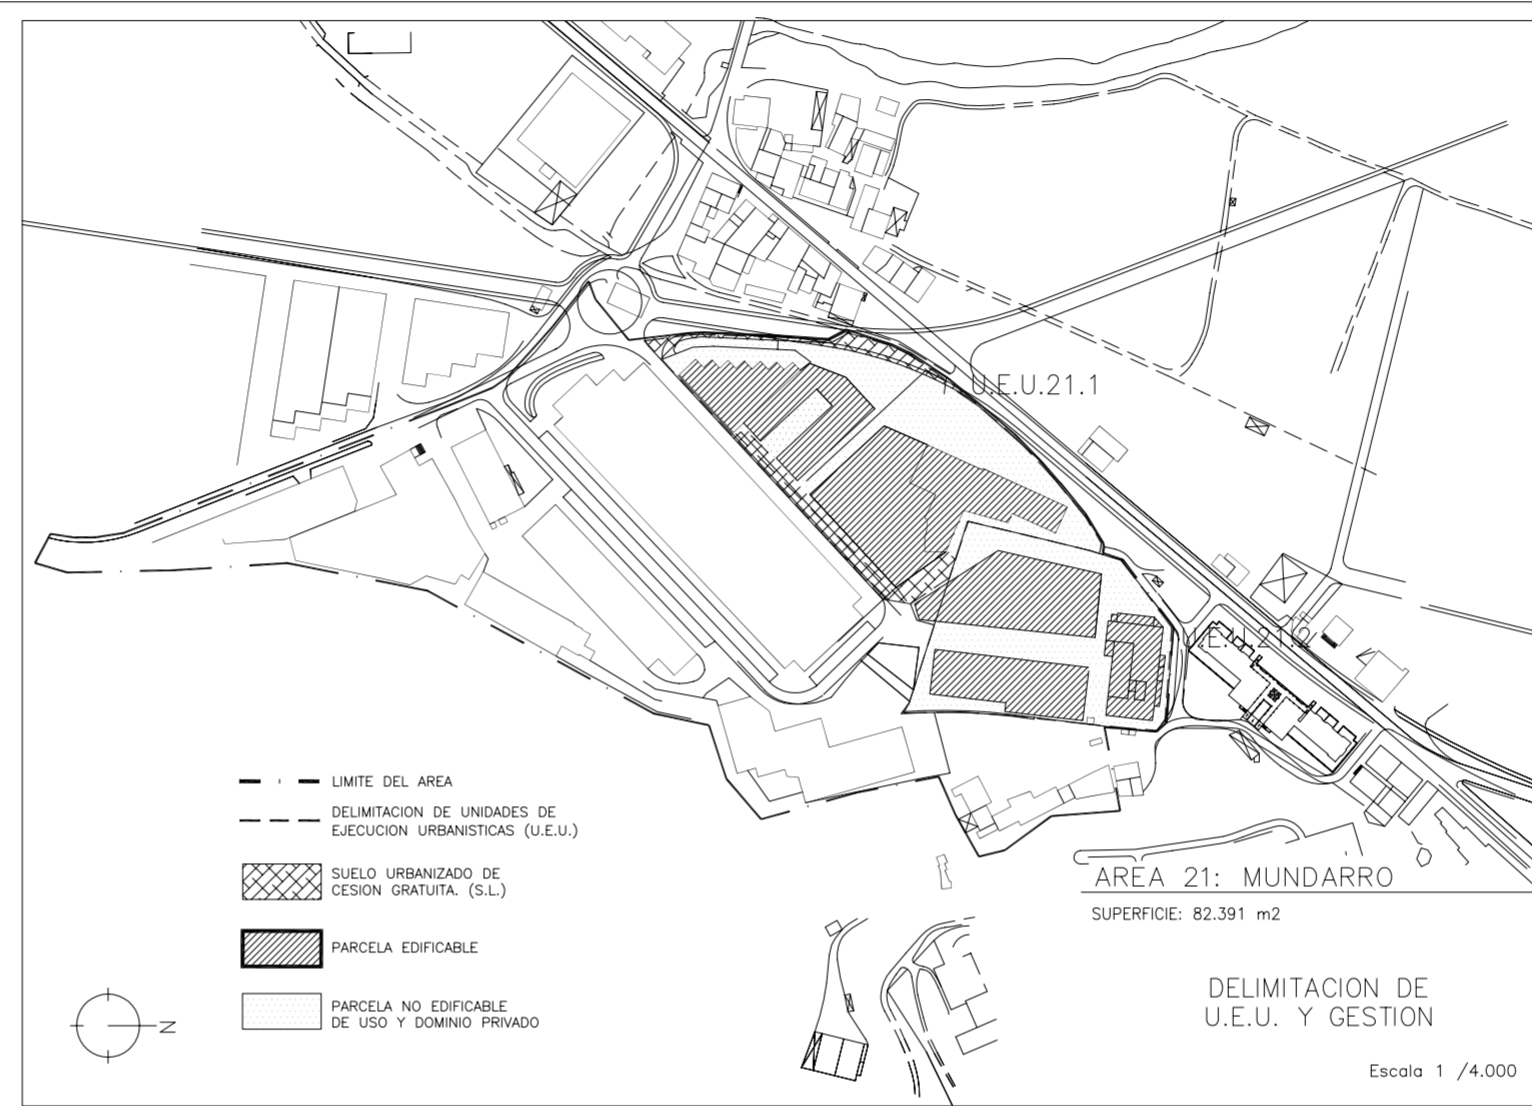 U.E.U.21.1
U.E.U.21.2
LIMITE DEL AREA
DELIMITACION DE UNIDADES DE
EJECUCION URBANISTICAS (U.E.U.)
SUELO URBANIZADO DE
CESION GRATUITA. (S.L.)
PARCELA EDIFICABLE
PARCELA NO EDIFICABLE
DE USO Y DOMINIO PRIVADO
N
AREA 21: MUNDARRO
SUPERFICIE: 82.391 m2
DELIMITACION DE
U.E.U. Y GESTION
Escala 1 /4.000